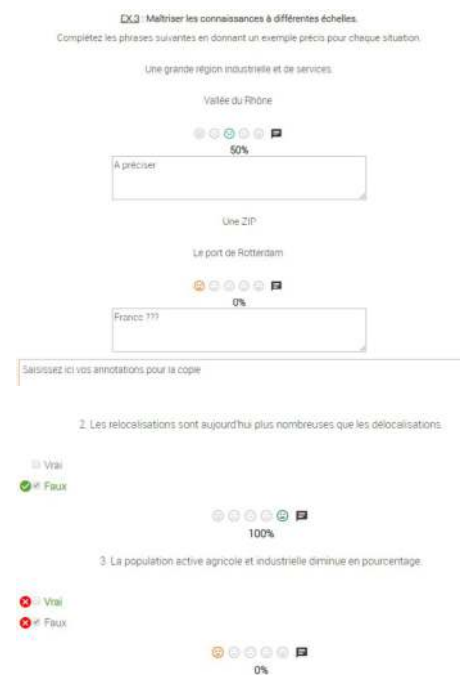 EX.3 : Maîtriser les connaissances à différentes échelles.
Complétez les phrases suivantes en donnant un exemple précis pour chaque situation.
Une grande région industrielle et de services.
Vallée du Rhône
50%
A préciser
Une ZIP
Le port de Rotterdam
0%
France ???
Saisissez ici vos annotations pour la copie
2. Les relocalisations sont aujourd'hui plus nombreuses que les délocalisations.
Vrai
Faux
100%
3. La population active agricole et industrielle diminue en pourcentage.
Vrai
Faux
0%